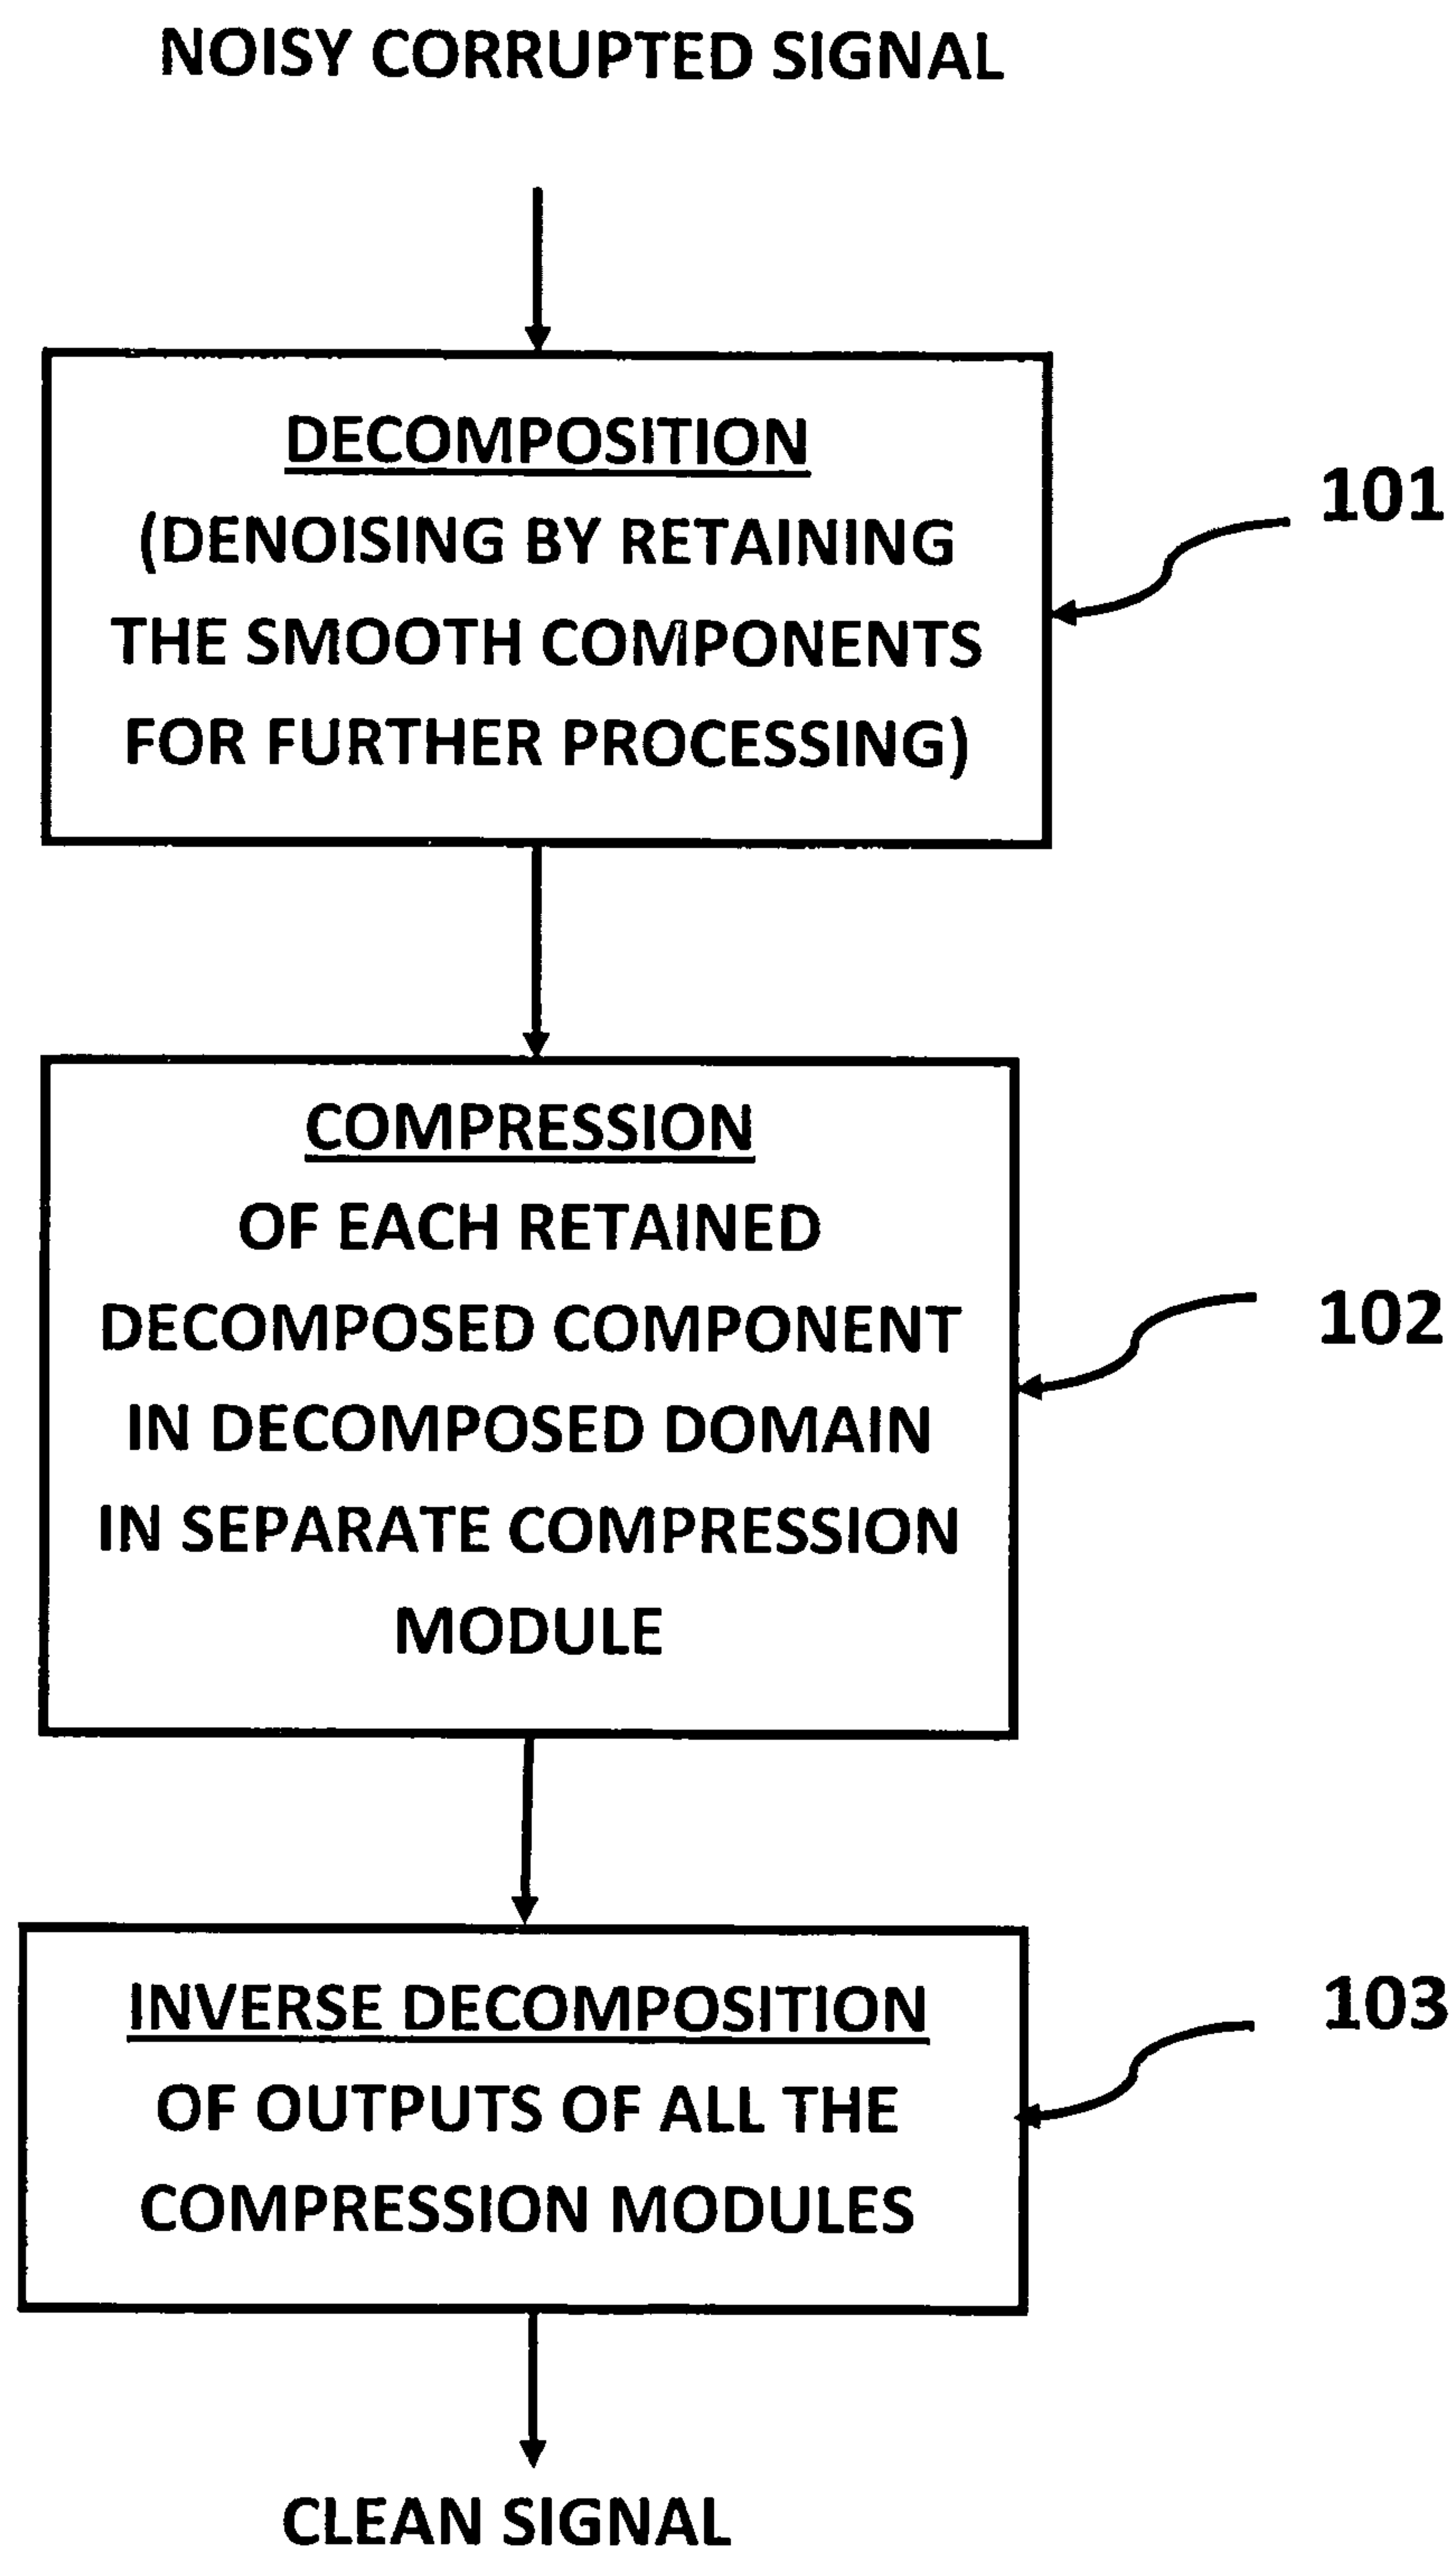 NOISY CORRUPTED SIGNAL
DECOMPOSITION
(DENOISING BY RETAINING
THE SMOOTH COMPONENTS
FOR FURTHER PROCESSING)
101
COMPRESSION
OF EACH RETAINED
DECOMPOSED COMPONENT
IN DECOMPOSED DOMAIN
IN SEPARATE COMPRESSION
MODULE
102
INVERSE DECOMPOSITION
OF OUTPUTS OF ALL THE
COMPRESSION MODULES
103
CLEAN SIGNAL